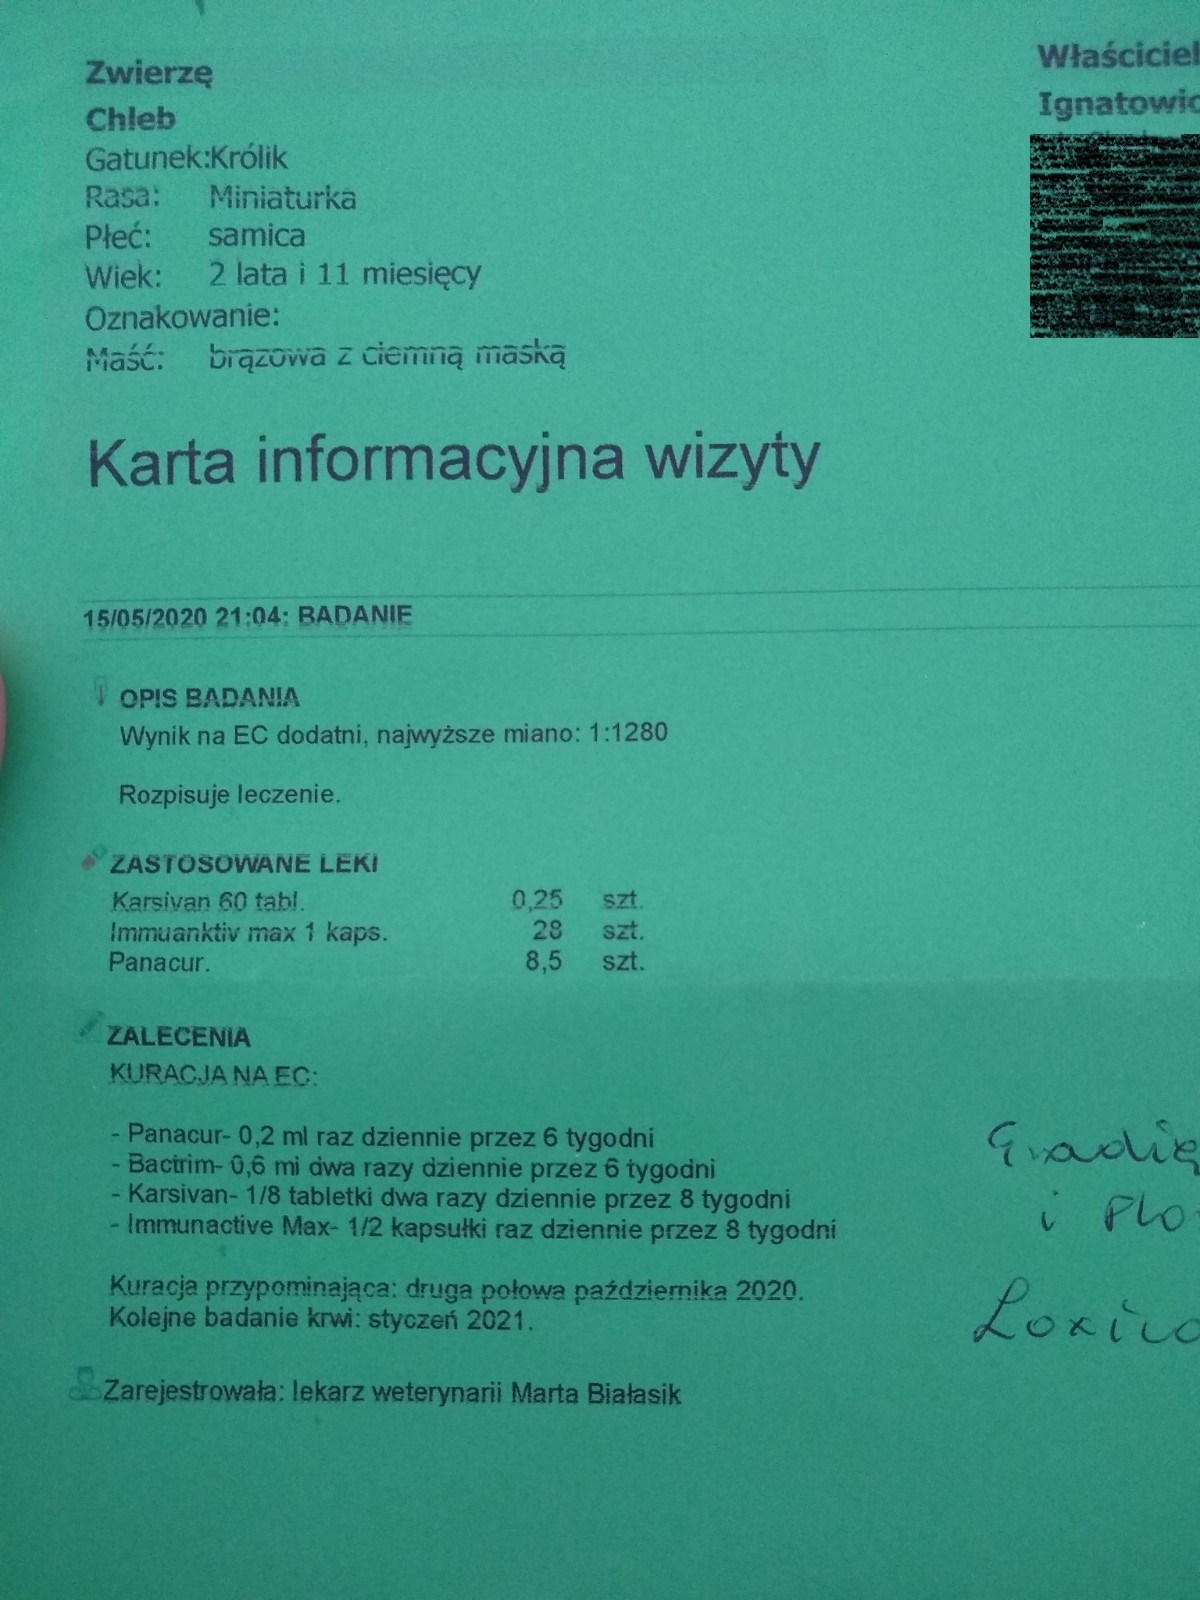 Zwierzę
Chleb
Gatunek:Królik
Rasa: Miniaturka
Płeć: samica
Wiek: 2 lata i 11 miesięcy
Oznakowanie:
Maść: brązowa z ciemną maską
Właściciel
Ignatowic
Karta informacyjna wizyty
15/05/2020 21:04: BADANIE
OPIS BADANIA
Wynik na EC dodatni, najwyższe miano: 1:1280
Rozpisuje leczenie.
ZASTOSOWANE LEKI
Karsivan 60 tabl. 0,25 szt.
Immuanktiv max 1 kaps. 28 szt.
Panacur. 8,5 szt.
ZALECENIA
KURACJA NA EC:
- Panacur- 0,2 ml raz dziennie przez 6 tygodni
- Bactrim- 0,6 ml dwa razy dziennie przez 6 tygodni
- Karsivan- 1/8 tabletki dwa razy dziennie przez 8 tygodni
- Immunactive Max- 1/2 kapsułki raz dziennie przez 8 tygodni
i Plo
Kuracja przypominająca: druga połowa października 2020.
Kolejne badanie krwi: styczeń 2021.
Zarejestrowała: lekarz weterynarii Marta Białasik